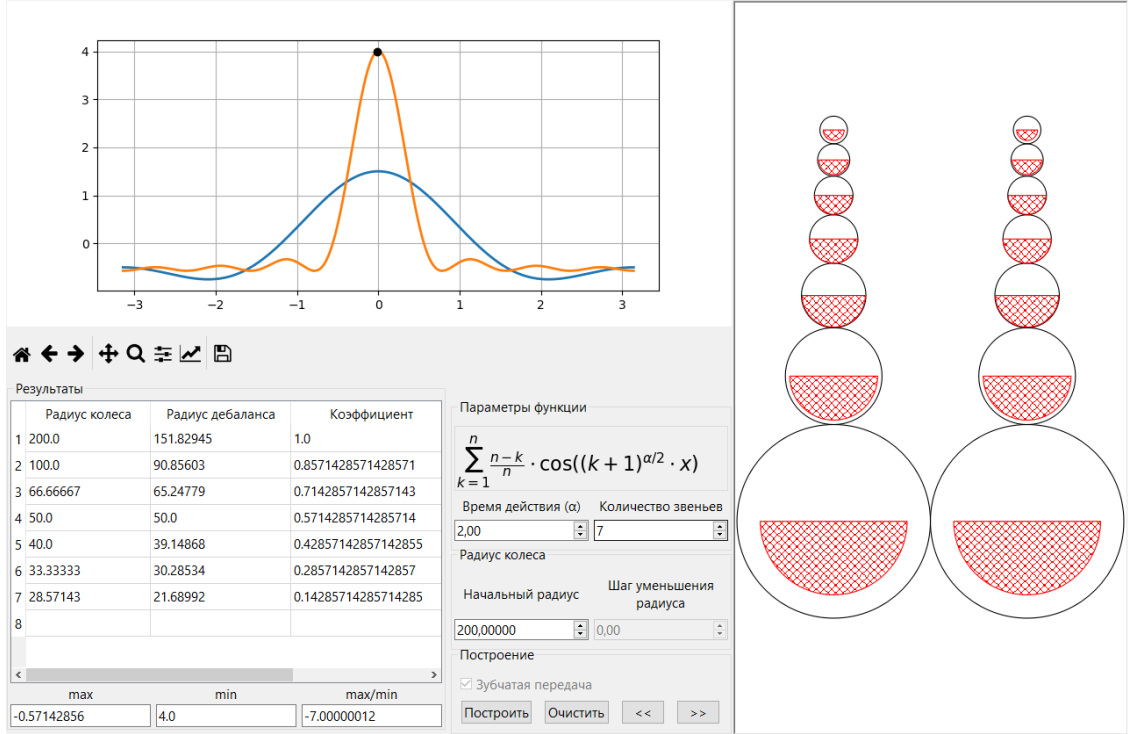 4
3
2
1
0
−3 −2 −1 0 1 2 3
Результаты
Радиус колеса Радиус дебаланса Коэффициент
1 200.0 151.82945 1.0
2 100.0 90.85603 0.8571428571428571
3 66.66667 65.24779 0.7142857142857143
4 50.0 50.0 0.5714285714285714
5 40.0 39.14868 0.42857142857142855
6 33.33333 30.28534 0.2857142857142857
7 28.57143 21.68992 0.14285714285714285
8
max min max/min
-0.57142856 4.0 -7.00000012
Параметры функции
n
∑ n−k/n · cos((k + 1)^α/2 · x)
k = 1
Время действия (α) Количество звеньев
2,00 7
Радиус колеса
Начальный радиус Шаг уменьшения
радиуса
200,00000 0,00
Построение
Зубчатая передача
Построить Очистить << >>